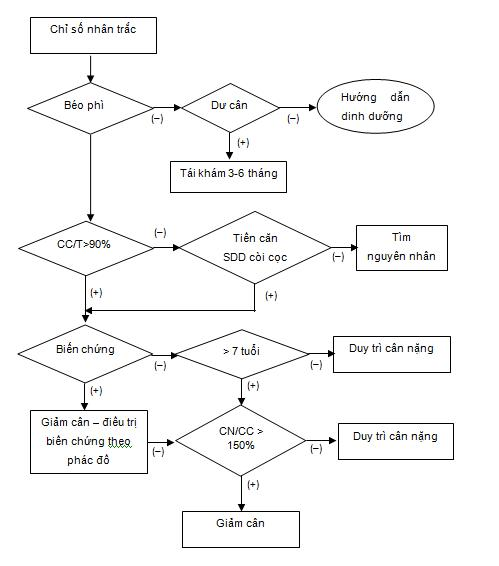 Chỉ số nhân trắc
Béo phì
(–)
Dư cân
(–)
Hướng dẫn
dinh dưỡng
(+)
Tái khám 3-6 tháng
CC/T>90%
(–)
Tiền căn
SDD còi cọc
(–)
Tìm
nguyên nhân
(+)
(+)
Biến chứng
(–)
> 7 tuổi
(–)
Duy trì cân nặng
(+)
(+)
Giảm cân – điều trị
biến chứng theo
phác đồ
(–)
CN/CC >
150%
(–)
Duy trì cân nặng
(+)
Giảm cân